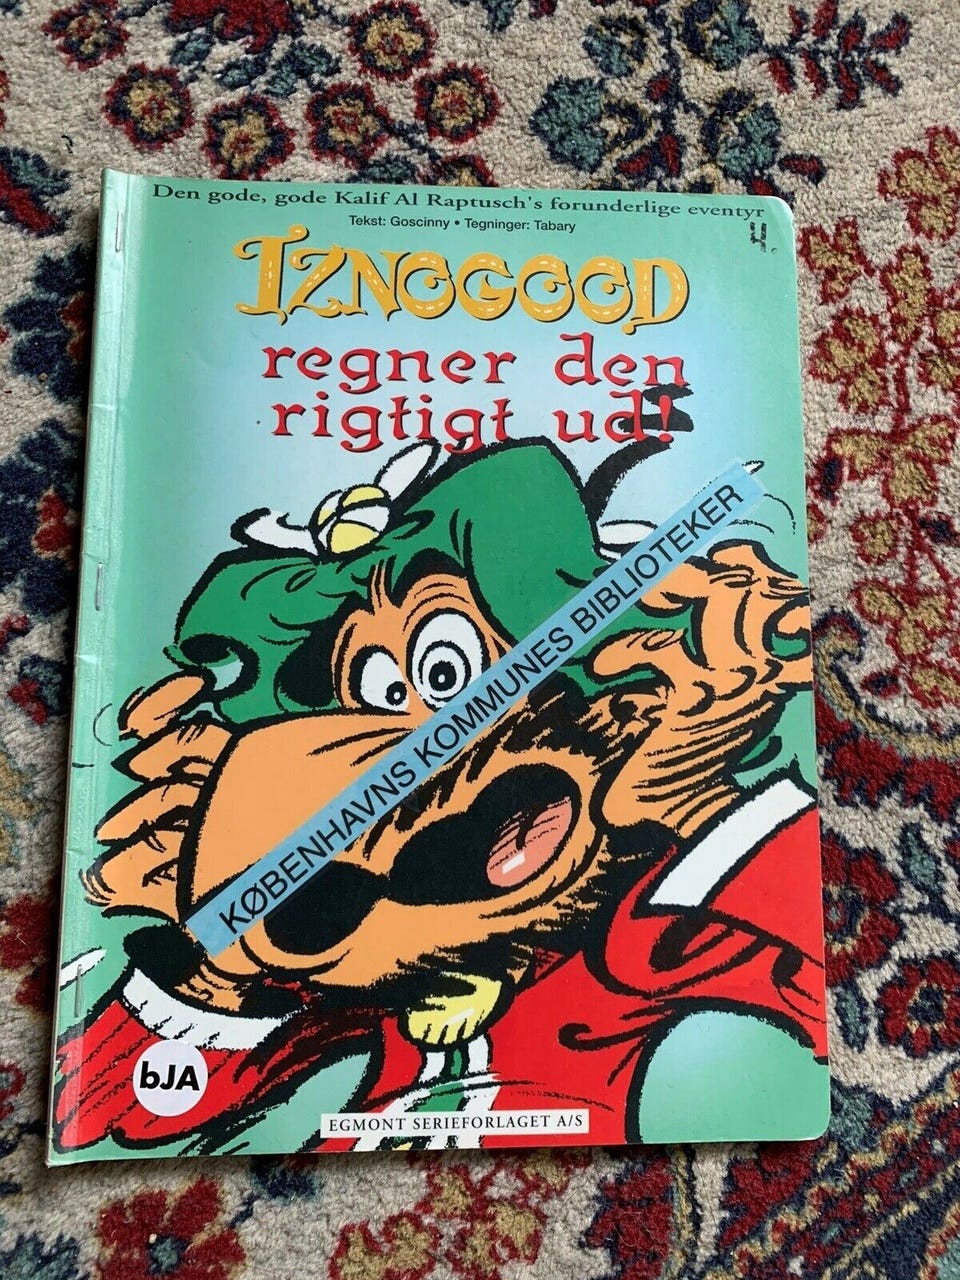 Den gode, gode Kalif Al Raptusch's forunderlige eventyr
Tekst: Goscinny • Tegninger: Tabary
H.
IZNOGOOD
regner den
rigtigt ud!
KØBENHAVNS KOMMUNES BIBLIOTEKER
bJA
EGMONT SERIEFORLAGET A/S